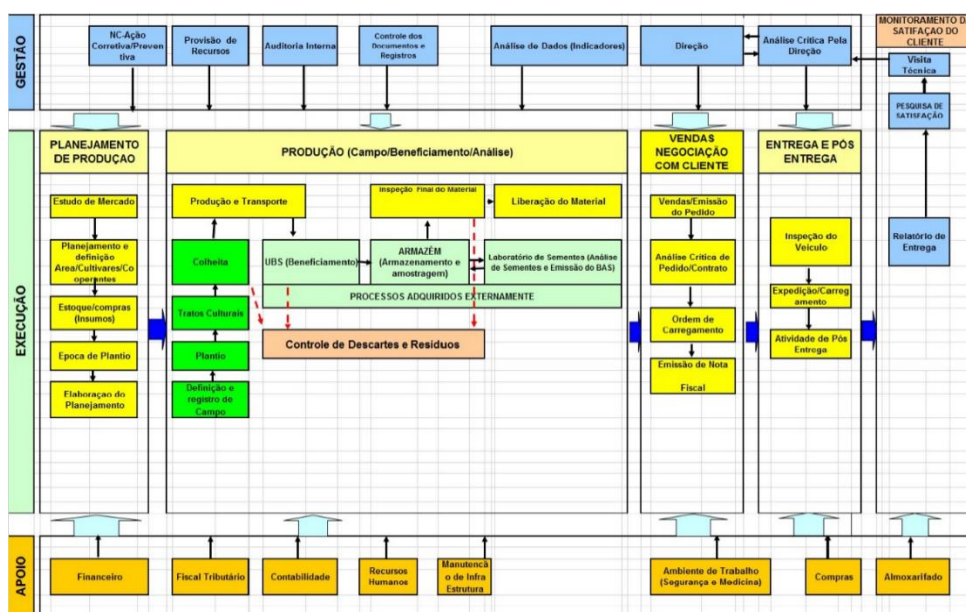 GESTÃO
NC-Ação
Corretiva/Preven
tiva
Provisão de
Recursos
Auditoria Interna
Controle dos
Documentos e
Registros
Análise de Dados (Indicadores)
Direção
Análise Crítica Pela
Direção
MONITORAMENTO D
SATIFAÇAO DO
CLIENTE
Visita
Técnica
PESQUISA DE
SATISFAÇÃO
Relatório de
Entrega
EXECUÇÃO
PLANEJAMENTO
DE PRODUÇAO
Estudo de Mercado
Planejamento e
definição
Area/Cultivares/Co
operantes
Estoque/compras
(Insumos)
Epoca de Plantio
Elaboraçao do
Planejamento
PRODUÇÃO (Campo/Beneficiamento/Análise)
Produção e Transporte
Colheita
Tratos Culturais
Plantio
Definição e
registro de
Campo
Inspeção Final do Material
Liberação do Material
UBS (Beneficiamento)
ARMAZÉM
(Armazenamento e
amostragem)
Laboratório de Sementes (Análise
de Sementes e Emissão do BAS)
PROCESSOS ADQUIRIDOS EXTERNAMENTE
Controle de Descartes e Resíduos
VENDAS
NEGOCIAÇÃO
COM CLIENTE
Vendas/Emissão
do Pedido
Análise Crítica de
Pedido/Contrato
Ordem de
Carregamento
Emissão de Nota
Fiscal
ENTREGA E PÓS
ENTREGA
Inspeção do
Veículo
Expedição/Carreg
amento
Atividade de Pós
Entrega
APOIO
Financeiro
Fiscal Tributário
Contabilidade
Recursos
Humanos
Manutençã
o de Infra
Estrutura
Ambiente de Trabalho
(Segurança e Medicina)
Compras
Almoxarifado